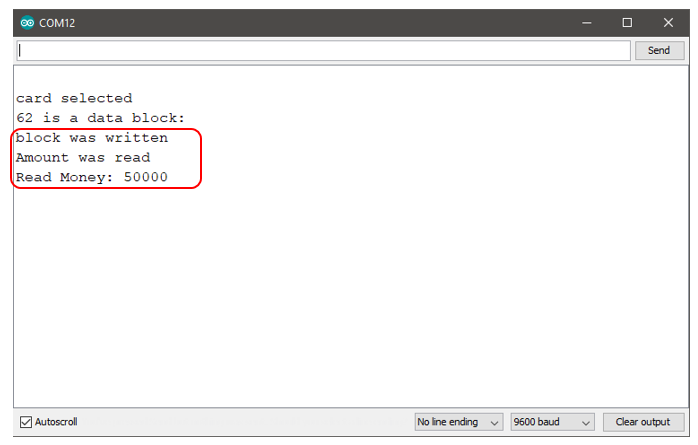 COM12
Send
card selected
62 is a data block:
block was written
Amount was read
Read Money: 50000
Autoscroll
No line ending
9600 baud
Clear output